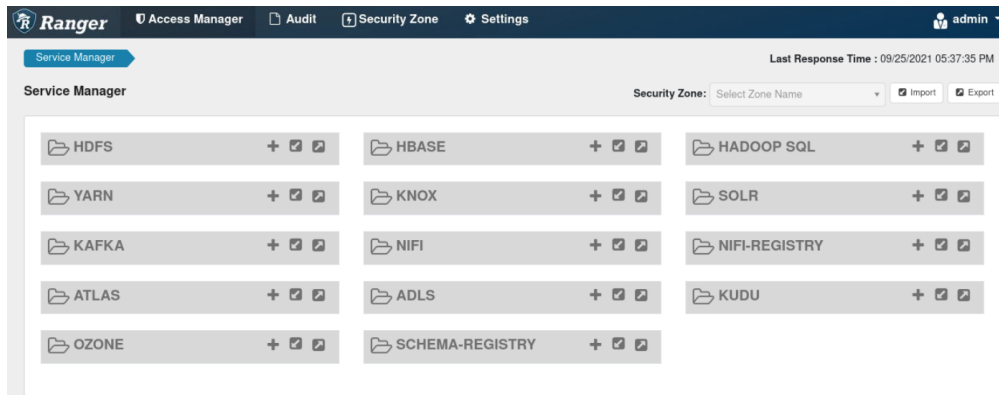 Ranger Access Manager Audit Security Zone Settings admin
Service Manager Last Response Time : 09/25/2021 05:37:35 PM
Service Manager Security Zone: Select Zone Name Import Export
HDFS HBASE HADOOP SQL
YARN KNOX SOLR
KAFKA NIFI NIFI-REGISTRY
ATLAS ADLS KUDU
OZONE SCHEMA-REGISTRY